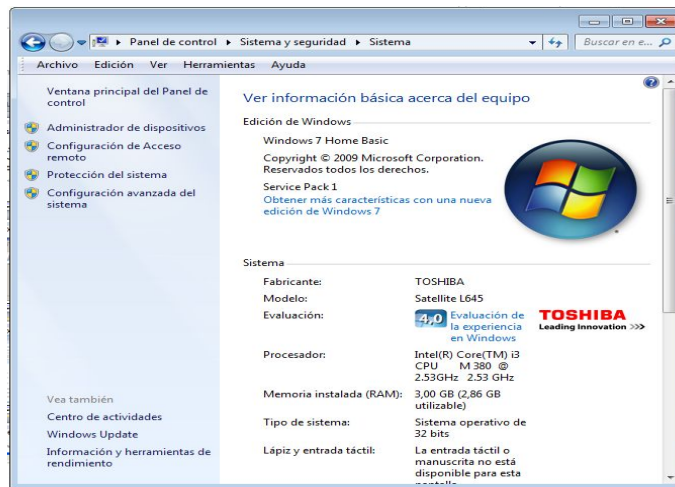 Panel de control ▸ Sistema y seguridad ▸ Sistema
Buscar en e...
Archivo Edición Ver Herramientas Ayuda
Ventana principal del Panel de
control
Administrador de dispositivos
Configuración de Acceso
remoto
Protección del sistema
Configuración avanzada del
sistema
Vea también
Centro de actividades
Windows Update
Información y herramientas de
rendimiento
Ver información básica acerca del equipo
Edición de Windows
Windows 7 Home Basic
Copyright © 2009 Microsoft Corporation.
Reservados todos los derechos.
Service Pack 1
Obtener más características con una nueva
edición de Windows 7
Sistema
Fabricante: TOSHIBA
Modelo: Satellite L645
Evaluación: 4,0 Evaluación de
la experiencia
en Windows
TOSHIBA
Leading Innovation >>>
Procesador: Intel(R) Core(TM) i3
CPU M 380 @
2.53GHz 2.53 GHz
Memoria instalada (RAM): 3,00 GB (2,86 GB
utilizable)
Tipo de sistema: Sistema operativo de
32 bits
Lápiz y entrada táctil: La entrada táctil o
manuscrita no está
disponible para esta
pantalla